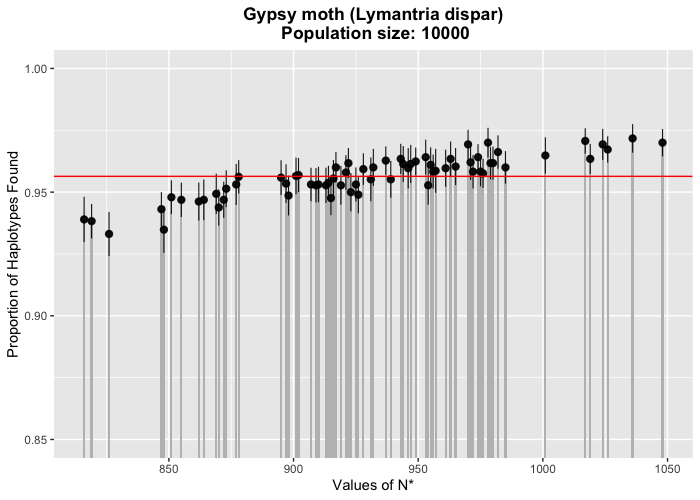 Gypsy moth (Lymantria dispar)
Population size: 10000
Proportion of Haplotypes Found
1.00
0.95
0.90
0.85
850 900 950 1000 1050
Values of N*